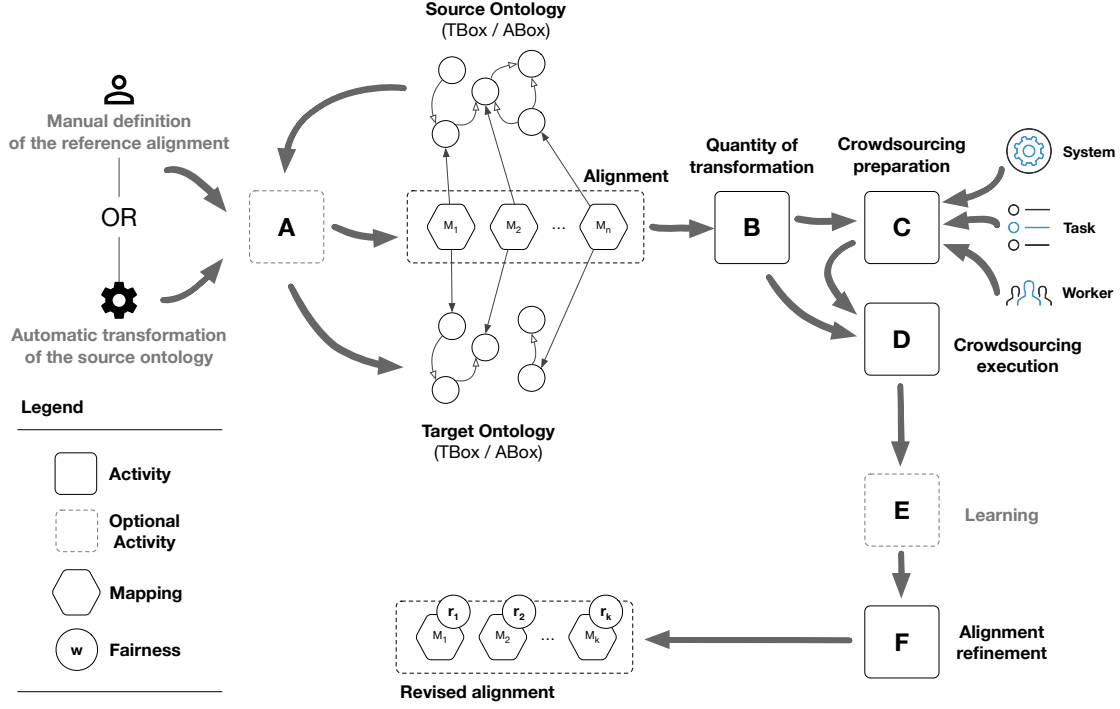 Source Ontology
(TBox / ABox)
Manual definition
of the reference alignment
OR
Automatic transformation
of the source ontology
A
Alignment
M1
M2
...
Mn
Target Ontology
(TBox / ABox)
Quantity of
transformation
B
Crowdsourcing
preparation
C
System
Task
Worker
D
Crowdsourcing
execution
E
Learning
F
Alignment
refinement
r1
r2
rk
M1
M2
...
Mk
Revised alignment
Legend
Activity
Optional
Activity
Mapping
w
Fairness